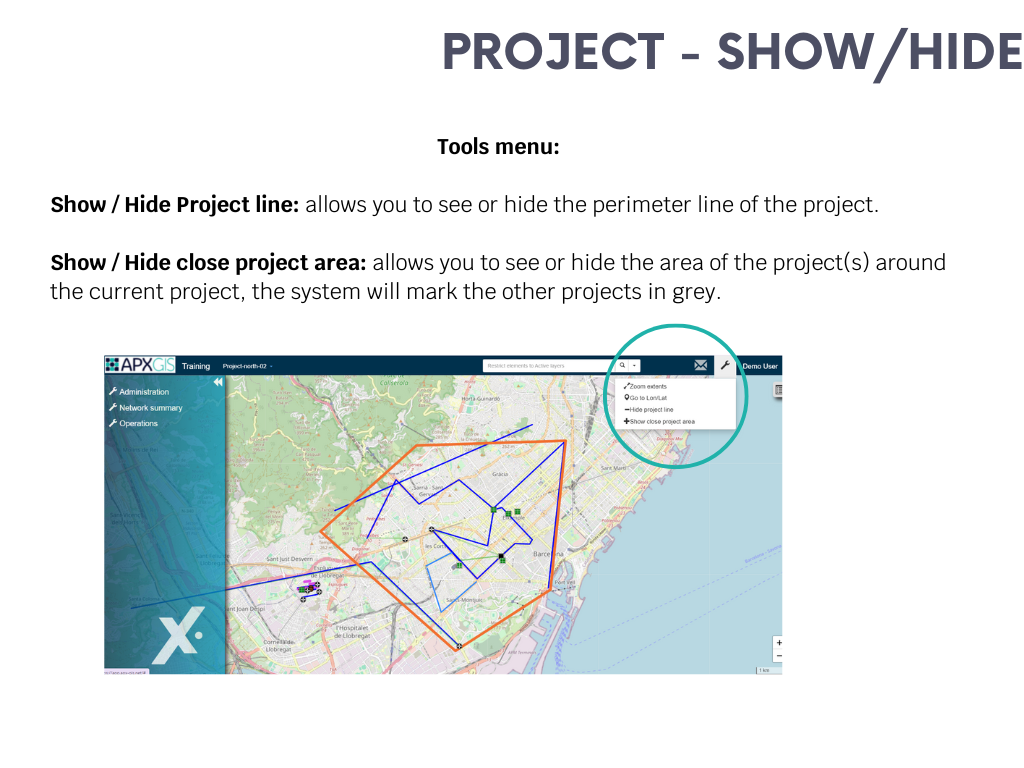 PROJECT - SHOW/HIDE
Tools menu:
Show / Hide Project line: allows you to see or hide the perimeter line of the project.
Show / Hide close project area: allows you to see or hide the area of the project(s) around
the current project, the system will mark the other projects in grey.
APXGIS Training Project-north-02 Restrict elements to Active layers Demo User
Administration
Network summary
Operations
Zoom extents
Go to Lon/Lat
Hide project line
Show close project area
Horta-Guinardó
Gràcia
Sant Martí
Sarrià - Sant
Gervasi
les Corts
Barcelona
Sant Just Desvern
Esplugues
de Llobregat
Port Vell
Sants-Montjuïc
Sant Joan Despí
l'Hospitalet
de Llobregat
Cornellà de
Llobregat
X
+
−
1 km